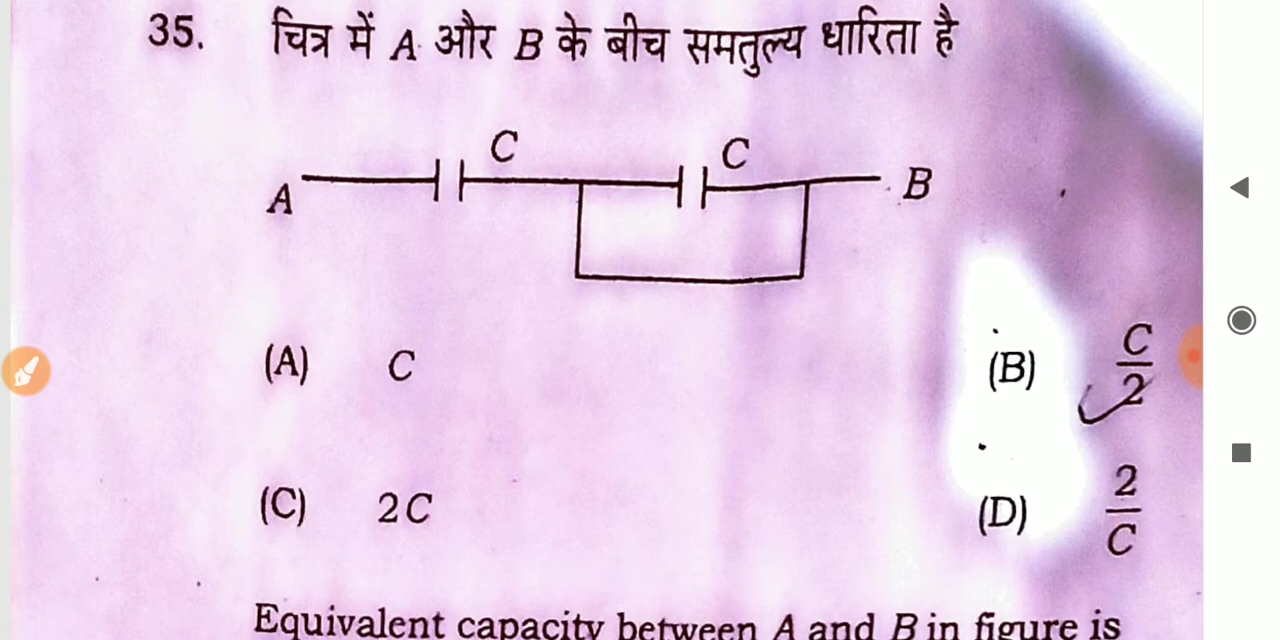 35. चित्र में A और B के बीच समतुल्य धारिता है
C C
A B
(A) C (B) C/2
(C) 2C (D) 2/C
Equivalent capacity between A and B in figure is